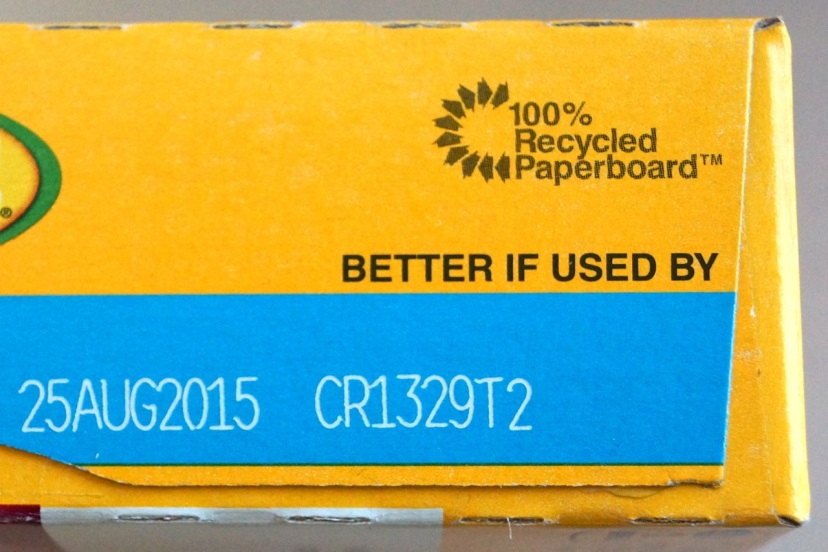 100%
Recycled
Paperboard™
BETTER IF USED BY
25AUG2015 CR1329T2
®